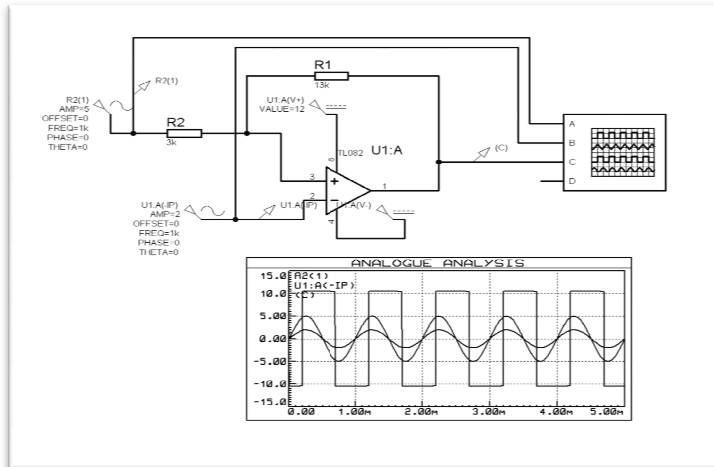 R1
13k
R2(1)
R2(1)
AMP=5
OFFSET=0
FREQ=1k
PHASE=0
THETA=0
R2
3k
U1:A(V+)
VALUE=12
TL082
U1:A
8
3
2
1
4
(C)
A
B
C
D
U1:A(-IP)
AMP=2
OFFSET=0
FREQ=1k
PHASE=0
THETA=0
U1:A(-IP)
U1:A(V-)
ANALOGUE ANALYSIS
R2(1)
U1:A(-IP)
(C)
15.0
10.0
5.00
0.00
-5.00
-10.0
-15.0
0.00 1.00M 2.00M 3.00M 4.00M 5.00M